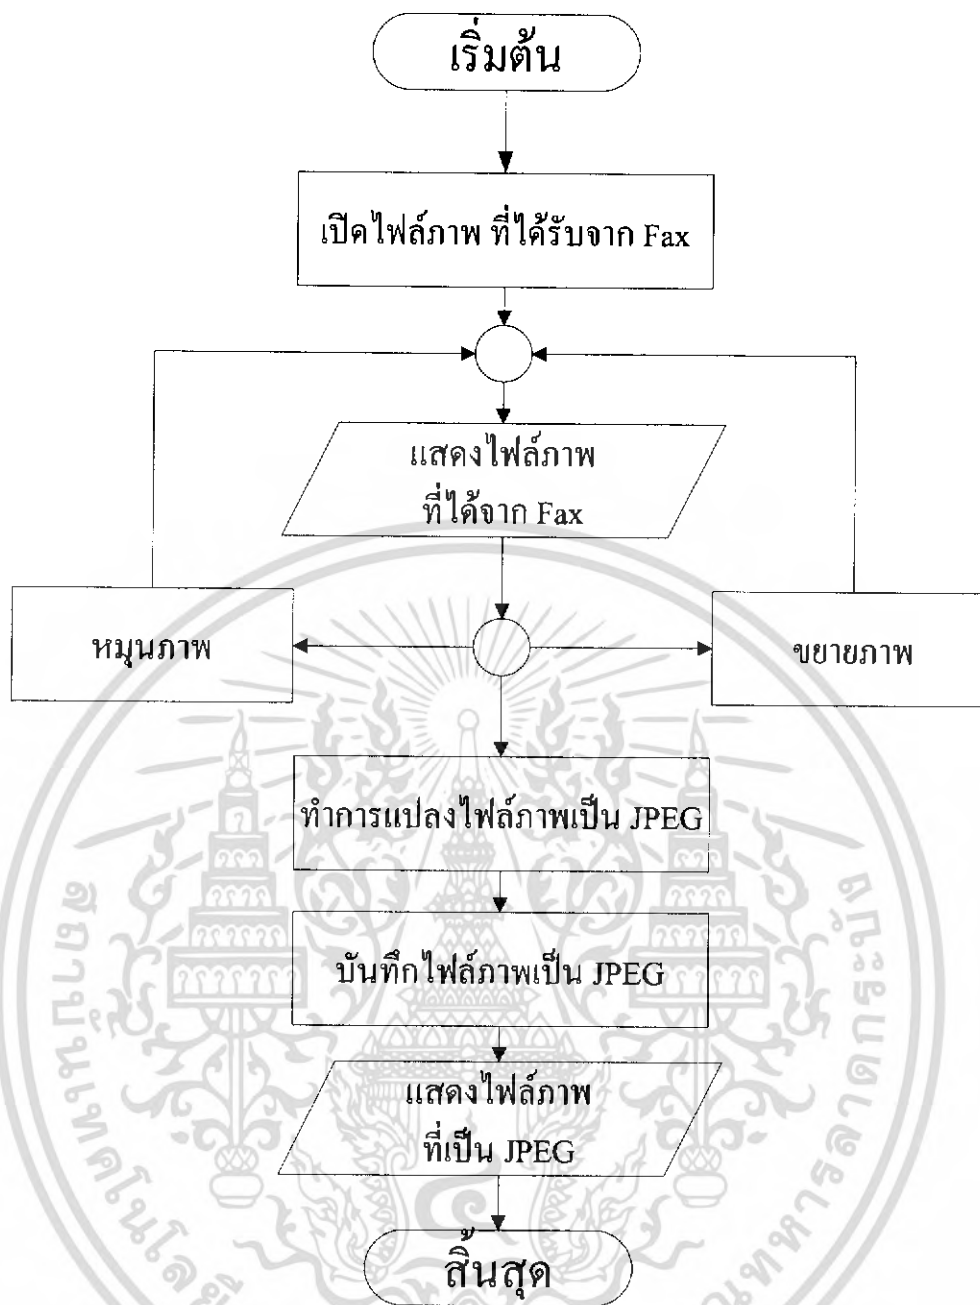 เริ่มต้น
เปิดไฟล์ภาพ ที่ได้รับจาก Fax
แสดงไฟล์ภาพ
ที่ได้จาก Fax
หมุนภาพ
ขยายภาพ
ทำการแปลงไฟล์ภาพเป็น JPEG
บันทึกไฟล์ภาพเป็น JPEG
แสดงไฟล์ภาพ
ที่เป็น JPEG
สิ้นสุด